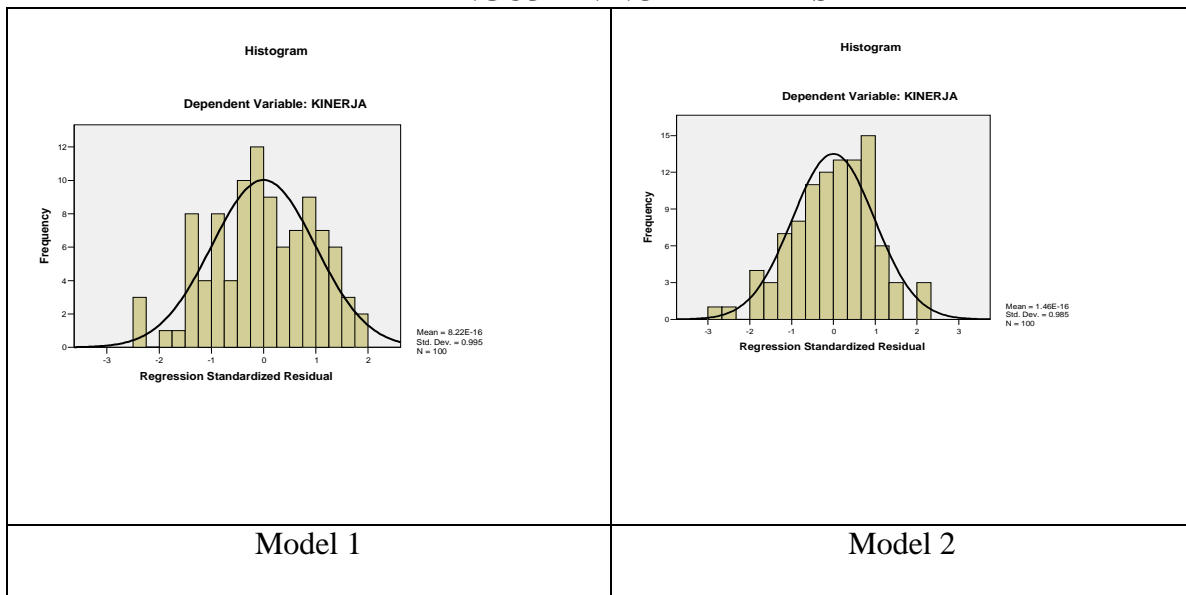 Histogram
Dependent Variable: KINERJA
Frequency
12
10
8
6
4
2
0
-3 -2 -1 0 1 2
Regression Standardized Residual
Mean = 8.22E-16
Std. Dev. = 0.995
N = 100
Histogram
Dependent Variable: KINERJA
Frequency
15
12
9
6
3
0
-3 -2 -1 0 1 2 3
Regression Standardized Residual
Mean = 1.46E-16
Std. Dev. = 0.985
N = 100
Model 1
Model 2